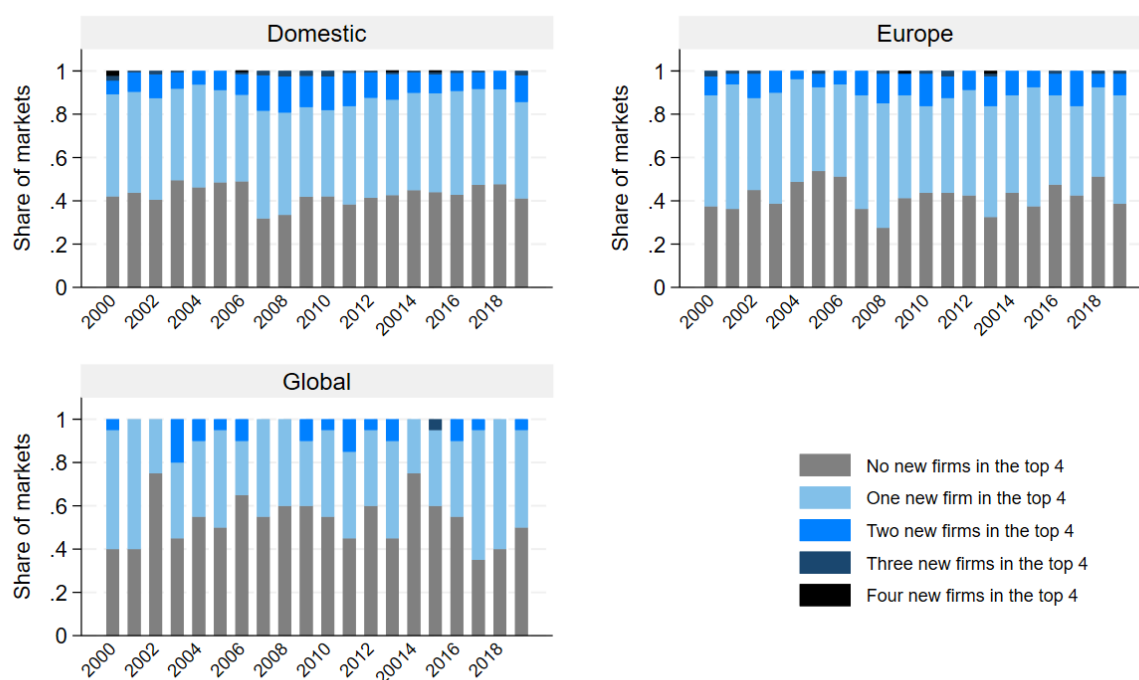 Domestic
Share of markets
1
.8
.6
.4
.2
0
2000 2002 2004 2006 2008 2010 2012 20014 2016 2018
Europe
Share of markets
1
.8
.6
.4
.2
0
2000 2002 2004 2006 2008 2010 2012 20014 2016 2018
Global
Share of markets
1
.8
.6
.4
.2
0
2000 2002 2004 2006 2008 2010 2012 20014 2016 2018
No new firms in the top 4
One new firm in the top 4
Two new firms in the top 4
Three new firms in the top 4
Four new firms in the top 4